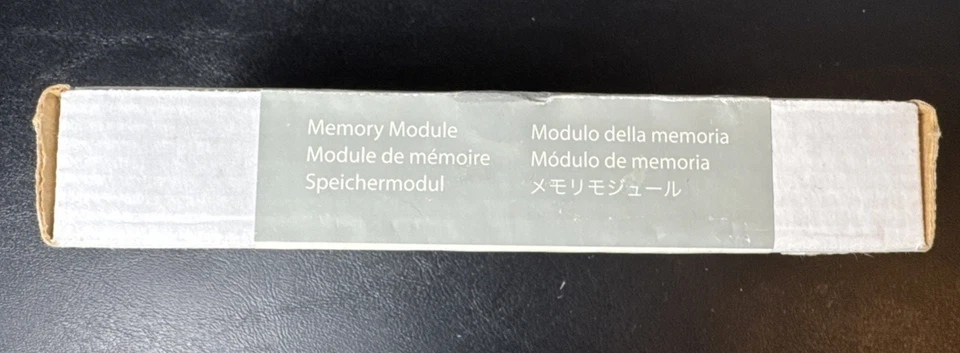 Memory Module
Module de mémoire
Speichermodul
Modulo della memoria
Módulo de memoria
メモリモジュール